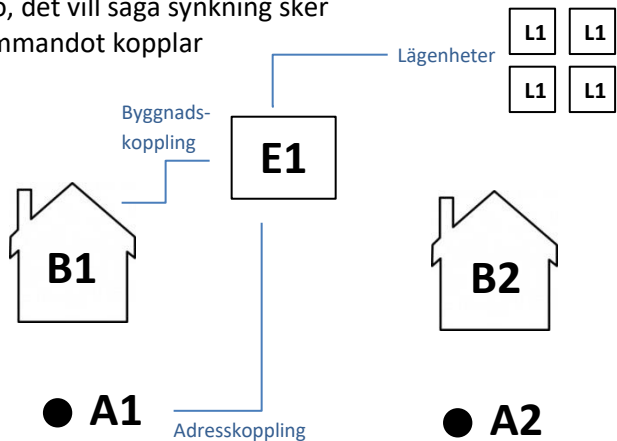 , det vill säga synkning sker
mmandot kopplar
L1 L1
Lägenheter
L1 L1
Byggnads-
koppling
E1
B1
B2
A1
A2
Adresskoppling